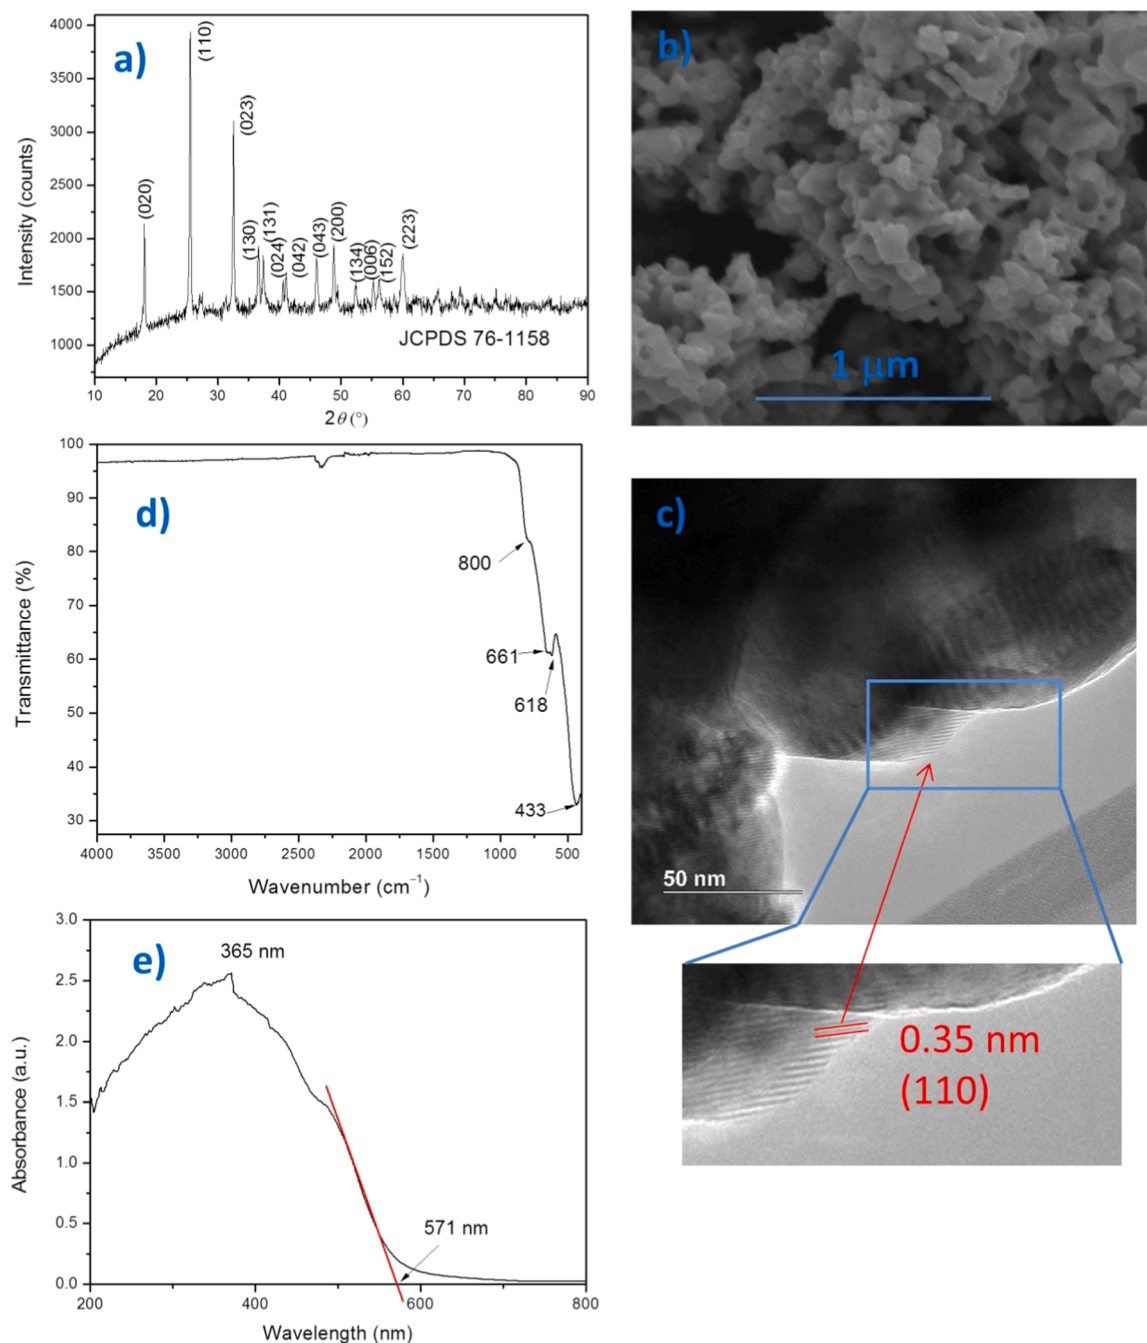 a)
4000
3500
3000
2500
2000
1500
1000
Intensity (counts)
(020)
(110)
(023)
(130)
(131)
(024)
(042)
(043)
(200)
(134)
(006)
(152)
(223)
JCPDS 76-1158
10 20 30 40 50 60 70 80 90
2θ (°)
b)
1 μm
d)
100
90
80
70
60
50
40
30
Transmittance (%)
800
661
618
433
4000 3500 3000 2500 2000 1500 1000 500
Wavenumber (cm⁻¹)
c)
50 nm
0.35 nm
(110)
e)
3.0
2.5
2.0
1.5
1.0
0.5
0.0
Absorbance (a.u.)
365 nm
571 nm
200 400 600 800
Wavelength (nm)